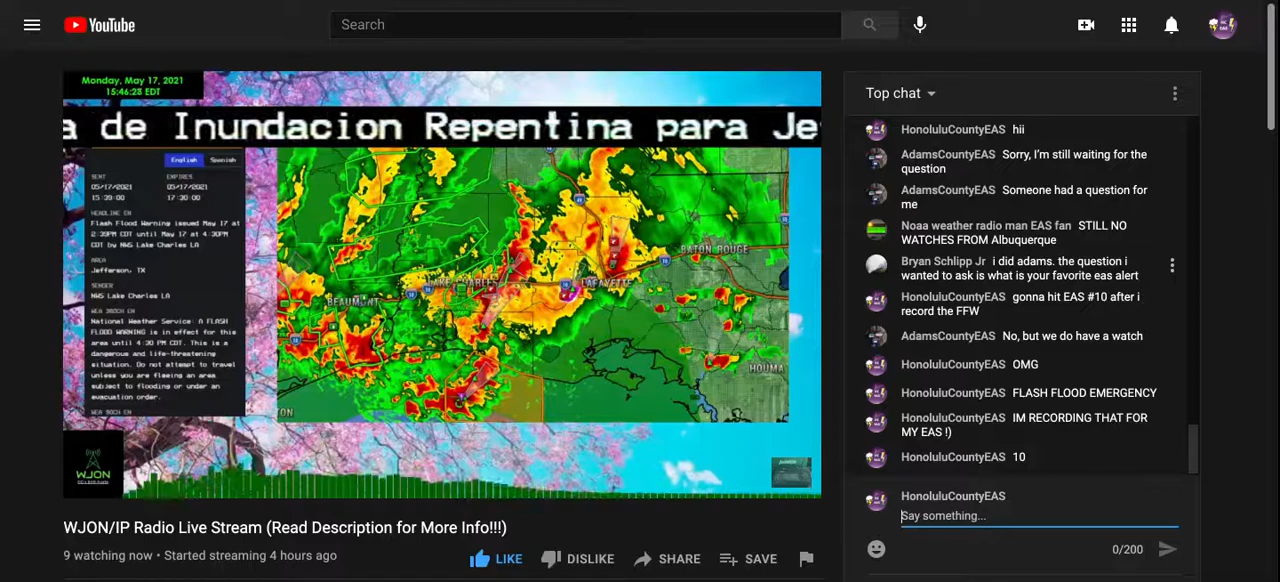 YouTube
Search
Monday, May 17, 2021
15:46:23 EDT
a de Inundacion Repentina para Je
English Spanish
SENT EXPIRES
05/17/2021 05/17/2021
15:39:00 17:30:00
HEADLINE EN
Flash Flood Warning issued May 17 at
2:39PM CDT until May 17 at 4:30PM
CDT by NWS Lake Charles LA
AREA
Jefferson, TX
SENDER
NWS Lake Charles LA
National Weather Service: A FLASH
FLOOD WARNING is in effect for this
area until 4:30 PM CDT. This is a
dangerous and life-threatening
situation. Do not attempt to travel
unless you are fleeing an area
subject to flooding or under an
evacuation order.
BATON ROUGE
LAKE CHARLES
LAFAYETTE
BEAUMONT
HOUMA
WJON
WJON/IP Radio Live Stream (Read Description for More Info!!!)
9 watching now • Started streaming 4 hours ago
LIKE DISLIKE SHARE SAVE
Top chat
HonoluluCountyEAS hii
AdamsCountyEAS Sorry, I'm still waiting for the
question
AdamsCountyEAS Someone had a question for
me
Noaa weather radio man EAS fan STILL NO
WATCHES FROM Albuquerque
Bryan Schlipp Jr i did adams. the question i
wanted to ask is what is your favorite eas alert
HonoluluCountyEAS gonna hit EAS #10 after i
record the FFW
AdamsCountyEAS No, but we do have a watch
HonoluluCountyEAS OMG
HonoluluCountyEAS FLASH FLOOD EMERGENCY
HonoluluCountyEAS IM RECORDING THAT FOR
MY EAS !)
HonoluluCountyEAS 10
HonoluluCountyEAS
Say something...
0/200